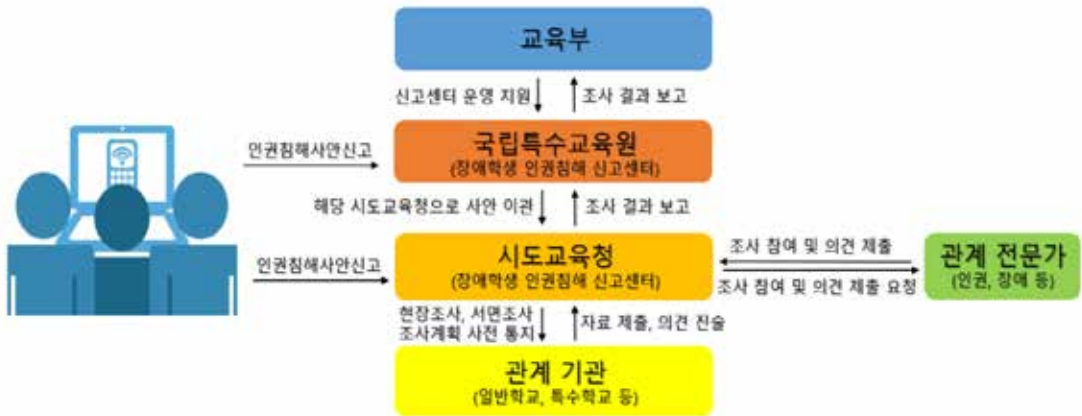 교육부
신고센터 운영 지원
조사 결과 보고
인권침해사안신고
국립특수교육원
(장애학생 인권침해 신고센터)
해당 시도교육청으로 사안 이관
조사 결과 보고
인권침해사안신고
시도교육청
(장애학생 인권침해 신고센터)
조사 참여 및 의견 제출
조사 참여 및 의견 제출 요청
관계 전문가
(인권, 장애 등)
현장조사, 서면조사
조사계획 사전 통지
자료 제출, 의견 진술
관계 기관
(일반학교, 특수학교 등)